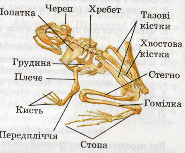 Лопатка
Череп
Хребет
Тазові
кістки
Хвостова
кістка
Грудина
Плече
Стегно
Гомілка
Кисть
Передпліччя
Стопа